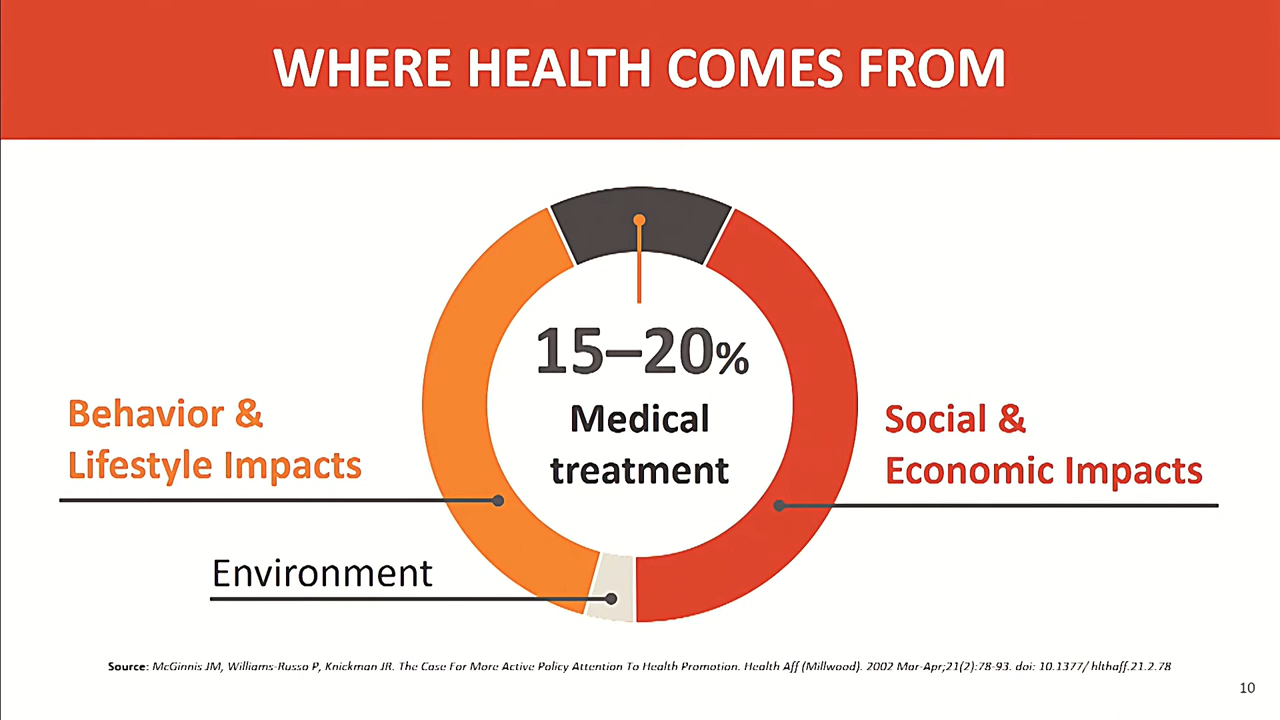 WHERE HEALTH COMES FROM
15–20%
Medical
treatment
Behavior &
Lifestyle Impacts
Social &
Economic Impacts
Environment
Source: McGinnis JM, Williams-Russo P, Knickman JR. The Case For More Active Policy Attention To Health Promotion. Health Aff (Millwood). 2002 Mar-Apr;21(2):78-93. doi: 10.1377/ hlthaff.21.2.78
10